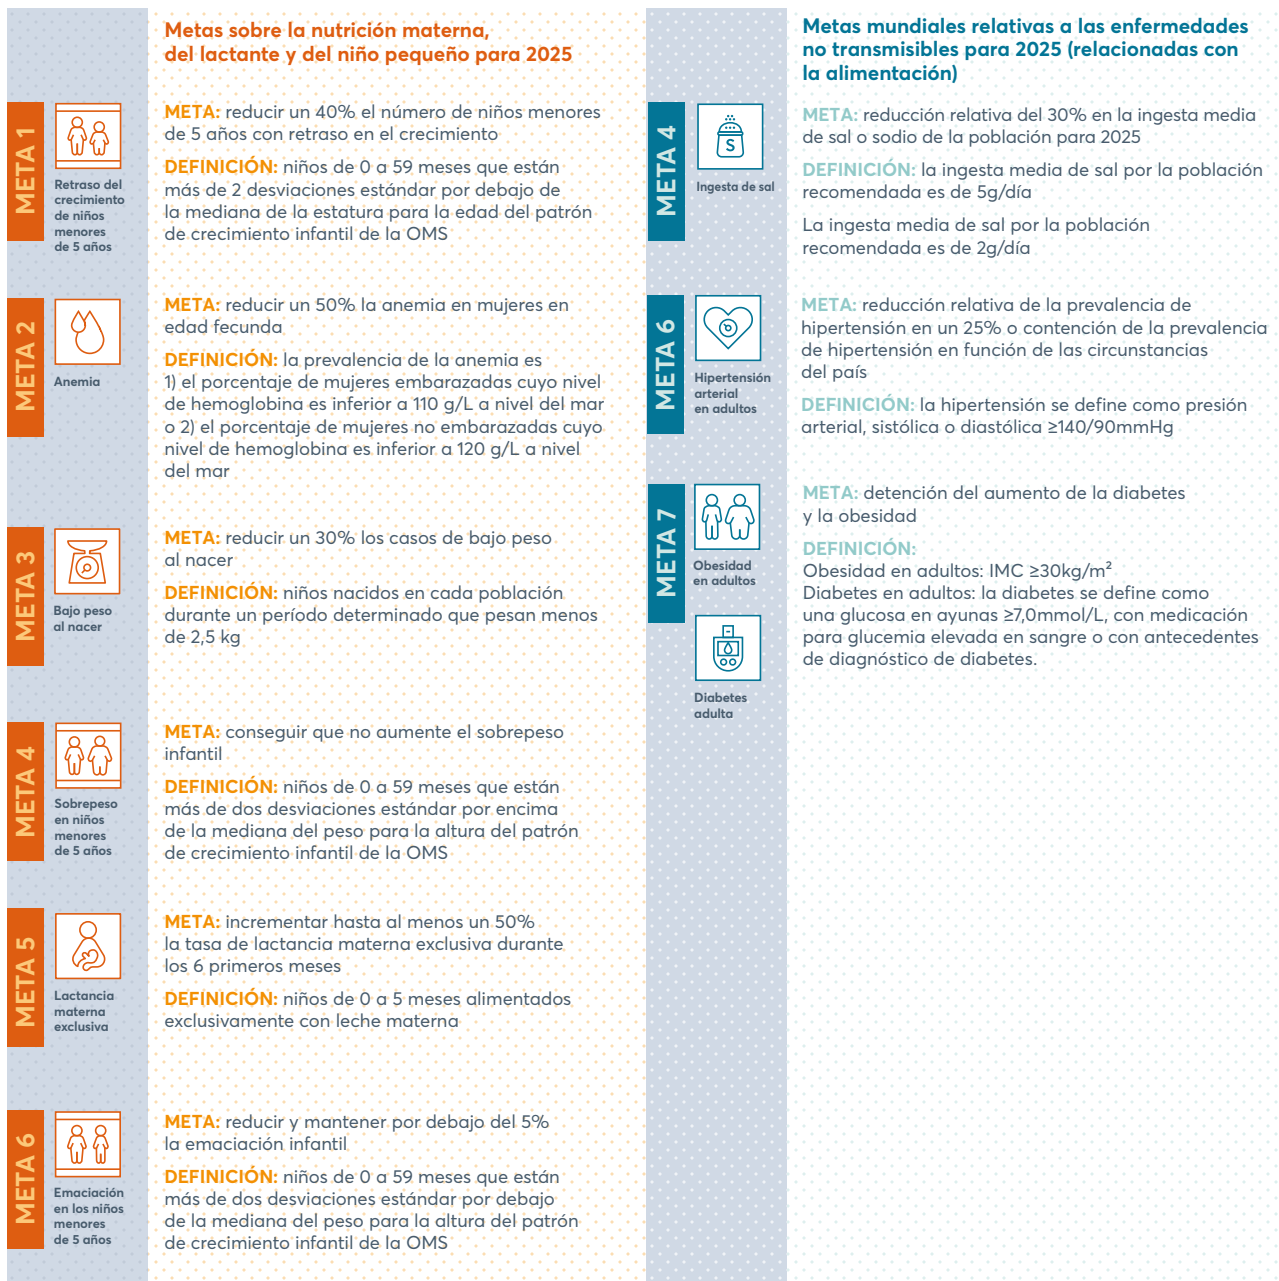 Metas sobre la nutrición materna,
del lactante y del niño pequeño para 2025
META 1
Retraso del
crecimiento
de niños
menores
de 5 años
META: reducir un 40% el número de niños menores
de 5 años con retraso en el crecimiento
DEFINICIÓN: niños de 0 a 59 meses que están
más de 2 desviaciones estándar por debajo de
la mediana de la estatura para la edad del patrón
de crecimiento infantil de la OMS
META 2
Anemia
META: reducir un 50% la anemia en mujeres en
edad fecunda
DEFINICIÓN: la prevalencia de la anemia es
1) el porcentaje de mujeres embarazadas cuyo nivel
de hemoglobina es inferior a 110 g/L a nivel del mar
o 2) el porcentaje de mujeres no embarazadas cuyo
nivel de hemoglobina es inferior a 120 g/L a nivel
del mar
META 3
Bajo peso
al nacer
META: reducir un 30% los casos de bajo peso
al nacer
DEFINICIÓN: niños nacidos en cada población
durante un período determinado que pesan menos
de 2,5 kg
META 4
Sobrepeso
en niños
menores
de 5 años
META: conseguir que no aumente el sobrepeso
infantil
DEFINICIÓN: niños de 0 a 59 meses que están
más de dos desviaciones estándar por encima
de la mediana del peso para la altura del patrón
de crecimiento infantil de la OMS
META 5
Lactancia
materna
exclusiva
META: incrementar hasta al menos un 50%
la tasa de lactancia materna exclusiva durante
los 6 primeros meses
DEFINICIÓN: niños de 0 a 5 meses alimentados
exclusivamente con leche materna
META 6
Emaciación
en los niños
menores
de 5 años
META: reducir y mantener por debajo del 5%
la emaciación infantil
DEFINICIÓN: niños de 0 a 59 meses que están
más de dos desviaciones estándar por debajo
de la mediana del peso para la altura del patrón
de crecimiento infantil de la OMS
Metas mundiales relativas a las enfermedades
no transmisibles para 2025 (relacionadas con
la alimentación)
META 4
S
Ingesta de sal
META: reducción relativa del 30% en la ingesta media
de sal o sodio de la población para 2025
DEFINICIÓN: la ingesta media de sal por la población
recomendada es de 5g/día
La ingesta media de sal por la población
recomendada es de 2g/día
META 6
Hipertensión
arterial
en adultos
META: reducción relativa de la prevalencia de
hipertensión en un 25% o contención de la prevalencia
de hipertensión en función de las circunstancias
del país
DEFINICIÓN: la hipertensión se define como presión
arterial, sistólica o diastólica ≥140/90mmHg
META 7
Obesidad
en adultos
Diabetes
adulta
META: detención del aumento de la diabetes
y la obesidad
DEFINICIÓN:
Obesidad en adultos: IMC ≥30kg/m²
Diabetes en adultos: la diabetes se define como
una glucosa en ayunas ≥7,0mmol/L, con medicación
para glucemia elevada en sangre o con antecedentes
de diagnóstico de diabetes.